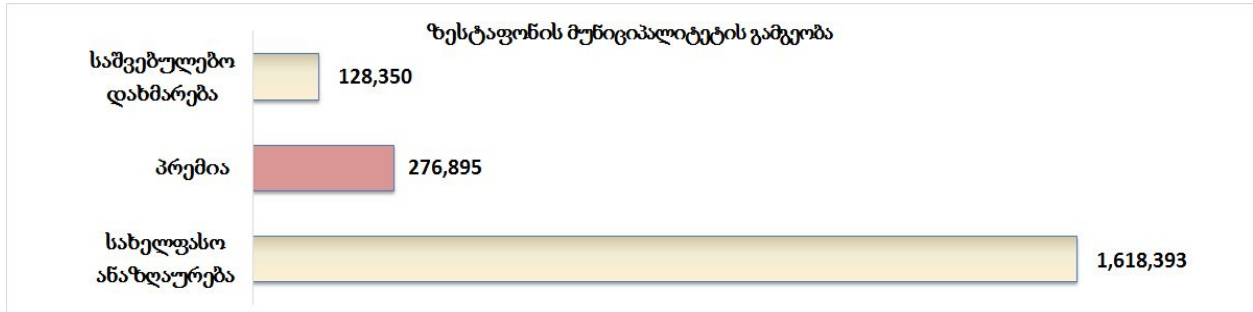 ზესტაფონის მუნიციპალიტეტის გამგეობა
საშვებულებო
დახმარება
128,350
პრემია
276,895
სახელფასო
ანაზღაურება
1,618,393